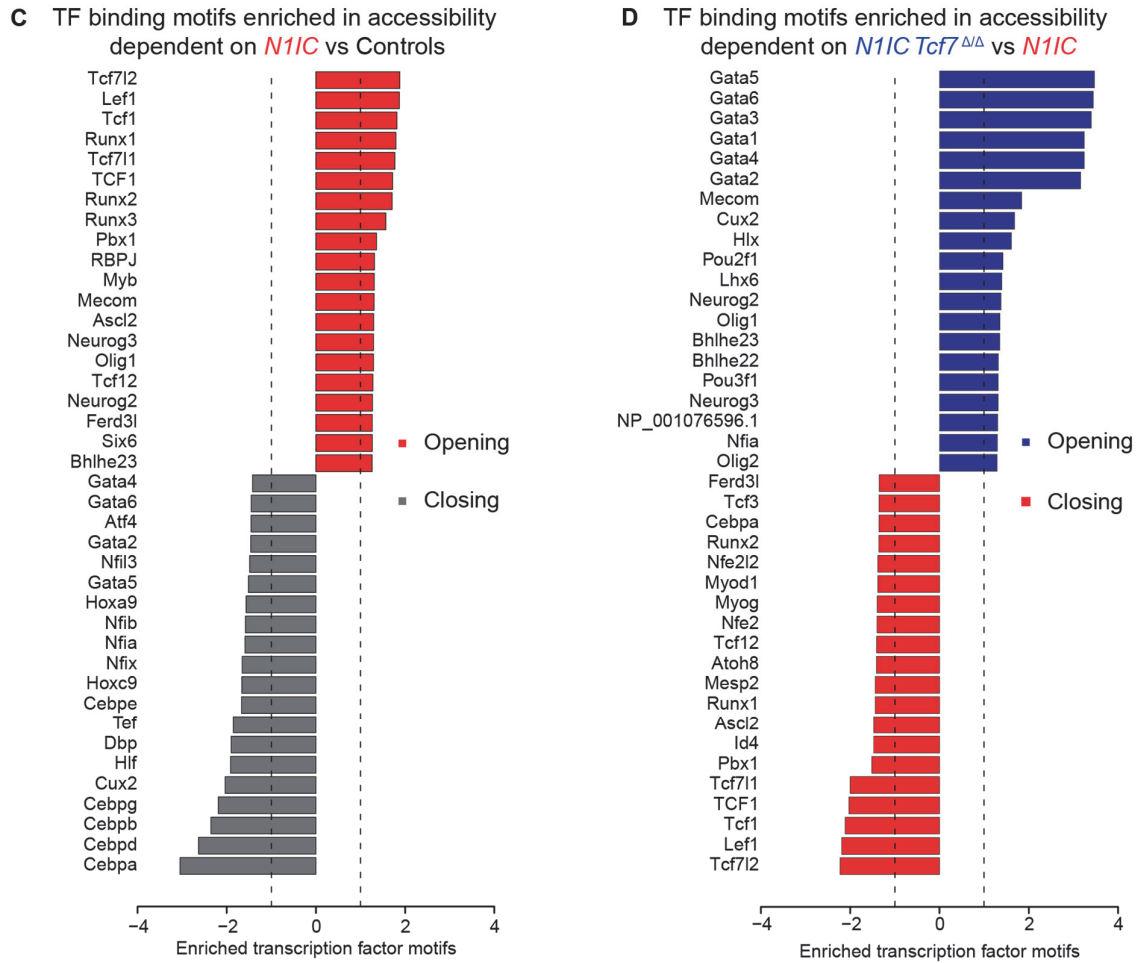 C TF binding motifs enriched in accessibility
dependent on N1IC vs Controls
Tcf7l2
Lef1
Tcf1
Runx1
Tcf7l1
TCF1
Runx2
Runx3
Pbx1
RBPJ
Myb
Mecom
Ascl2
Neurog3
Olig1
Tcf12
Neurog2
Ferd3l
Six6
Bhlhe23
Gata4
Gata6
Atf4
Gata2
Nfil3
Gata5
Hoxa9
Nfib
Nfia
Nfix
Hoxc9
Cebpe
Tef
Dbp
Hlf
Cux2
Cebpg
Cebpb
Cebpd
Cebpa
Opening
Closing
−4 −2 0 2 4
Enriched transcription factor motifs
D TF binding motifs enriched in accessibility
dependent on N1IC Tcf7 Δ/Δ vs N1IC
Gata5
Gata6
Gata3
Gata1
Gata4
Gata2
Mecom
Cux2
Hlx
Pou2f1
Lhx6
Neurog2
Olig1
Bhlhe23
Bhlhe22
Pou3f1
Neurog3
NP_001076596.1
Nfia
Olig2
Ferd3l
Tcf3
Cebpa
Runx2
Nfe2l2
Myod1
Myog
Nfe2
Tcf12
Atoh8
Mesp2
Runx1
Ascl2
Id4
Pbx1
Tcf7l1
TCF1
Tcf1
Lef1
Tcf7l2
Opening
Closing
−4 −2 0 2 4
Enriched transcription factor motifs